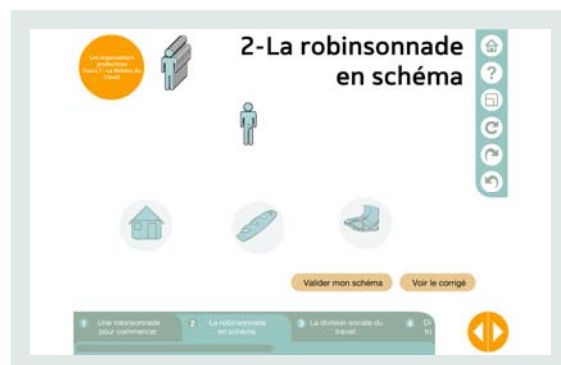 Les organisations
productives
Cours 1 - La division du
travail
2-La robinsonnade
en schéma
?
Valider mon schéma
Voir le corrigé
1 Une robinsonnade
pour commencer
2 La robinsonnade
en schéma
3 La division sociale du
travail
4